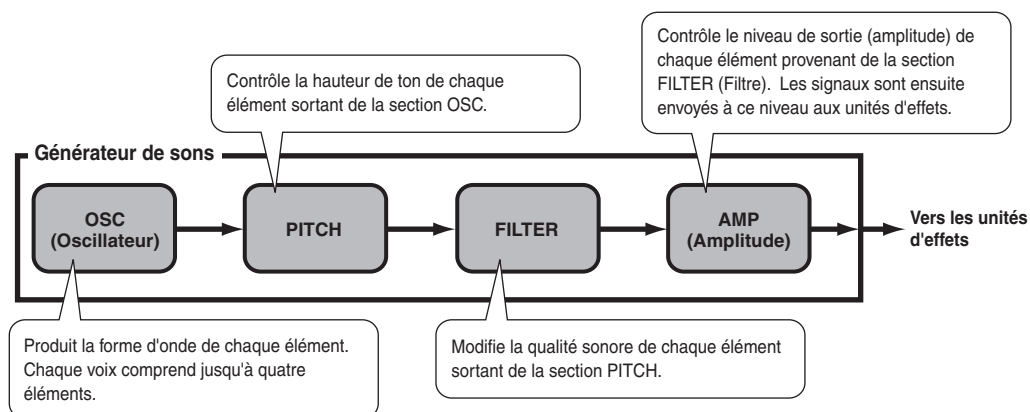 Contrôle le niveau de sortie (amplitude) de
chaque élément provenant de la section
FILTER (Filtre).  Les signaux sont ensuite
envoyés à ce niveau aux unités d'effets.
Contrôle la hauteur de ton de chaque
élément sortant de la section OSC.
Générateur de sons
OSC
(Oscillateur)
PITCH
FILTER
AMP
(Amplitude)
Vers les unités
d'effets
Produit la forme d'onde de chaque élément.
Chaque voix comprend jusqu'à quatre
éléments.
Modifie la qualité sonore de chaque élément
sortant de la section PITCH.